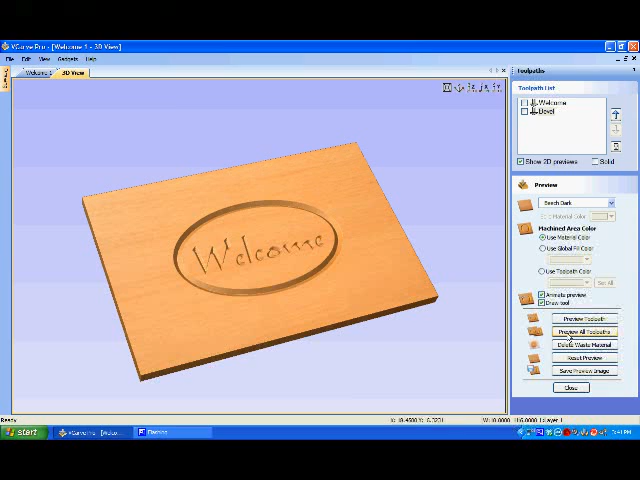 VCarve Pro - [Welcome 1 - 3D View]
File Edit View Gadgets Help
Welcome 1 3D View
Welcome
Toolpaths
Toolpath List
Welcome
Bevel
Show 2D previews Solid
Preview
Beech Dark
Machined Area Color
Use Material Color
Use Global Fill Color
Use Toolpath Color
Set All
Animate preview
Draw tool
Preview Toolpath
Preview All Toolpaths
Delete Waste Material
Reset Preview
Save Preview Image
Close
Ready
start VCarve Pro - [Welco...